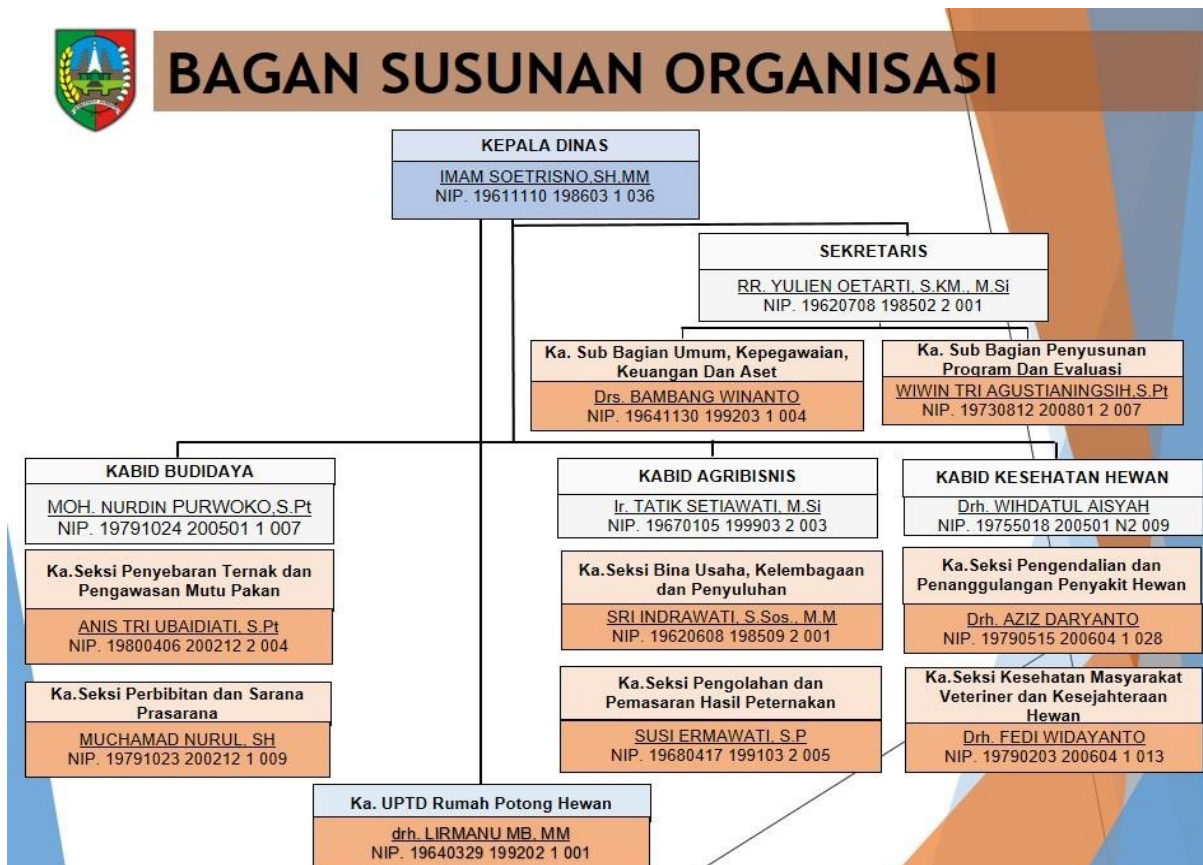 BAGAN SUSUNAN ORGANISASI
KEPALA DINAS
IMAM SOETRISNO,SH,MM
NIP. 19611110 198603 1 036
SEKRETARIS
RR. YULIEN OETARTI, S.KM., M.Si
NIP. 19620708 198502 2 001
Ka. Sub Bagian Umum, Kepegawaian,
Keuangan Dan Aset
Drs. BAMBANG WINANTO
NIP. 19641130 199203 1 004
Ka. Sub Bagian Penyusunan
Program Dan Evaluasi
WIWIN TRI AGUSTIANINGSIH,S.Pt
NIP. 19730812 200801 2 007
KABID BUDIDAYA
MOH. NURDIN PURWOKO,S.Pt
NIP. 19791024 200501 1 007
Ka.Seksi Penyebaran Ternak dan
Pengawasan Mutu Pakan
ANIS TRI UBAIDIATI, S.Pt
NIP. 19800406 200212 2 004
Ka.Seksi Perbibitan dan Sarana
Prasarana
MUCHAMAD NURUL. SH
NIP. 19791023 200212 1 009
KABID AGRIBISNIS
Ir. TATIK SETIAWATI, M.Si
NIP. 19670105 199903 2 003
Ka.Seksi Bina Usaha, Kelembagaan
dan Penyuluhan
SRI INDRAWATI, S.Sos., M.M
NIP. 19620608 198509 2 001
Ka.Seksi Pengolahan dan
Pemasaran Hasil Peternakan
SUSI ERMAWATI, S.P
NIP. 19680417 199103 2 005
KABID KESEHATAN HEWAN
Drh. WIHDATUL AISYAH
NIP. 19755018 200501 N2 009
Ka.Seksi Pengendalian dan
Penanggulangan Penyakit Hewan
Drh. AZIZ DARYANTO
NIP. 19790515 200604 1 028
Ka.Seksi Kesehatan Masyarakat
Veteriner dan Kesejahteraan
Hewan
Drh. FEDI WIDAYANTO
NIP. 19790203 200604 1 013
Ka. UPTD Rumah Potong Hewan
drh. LIRMANU MB, MM
NIP. 19640329 199202 1 001